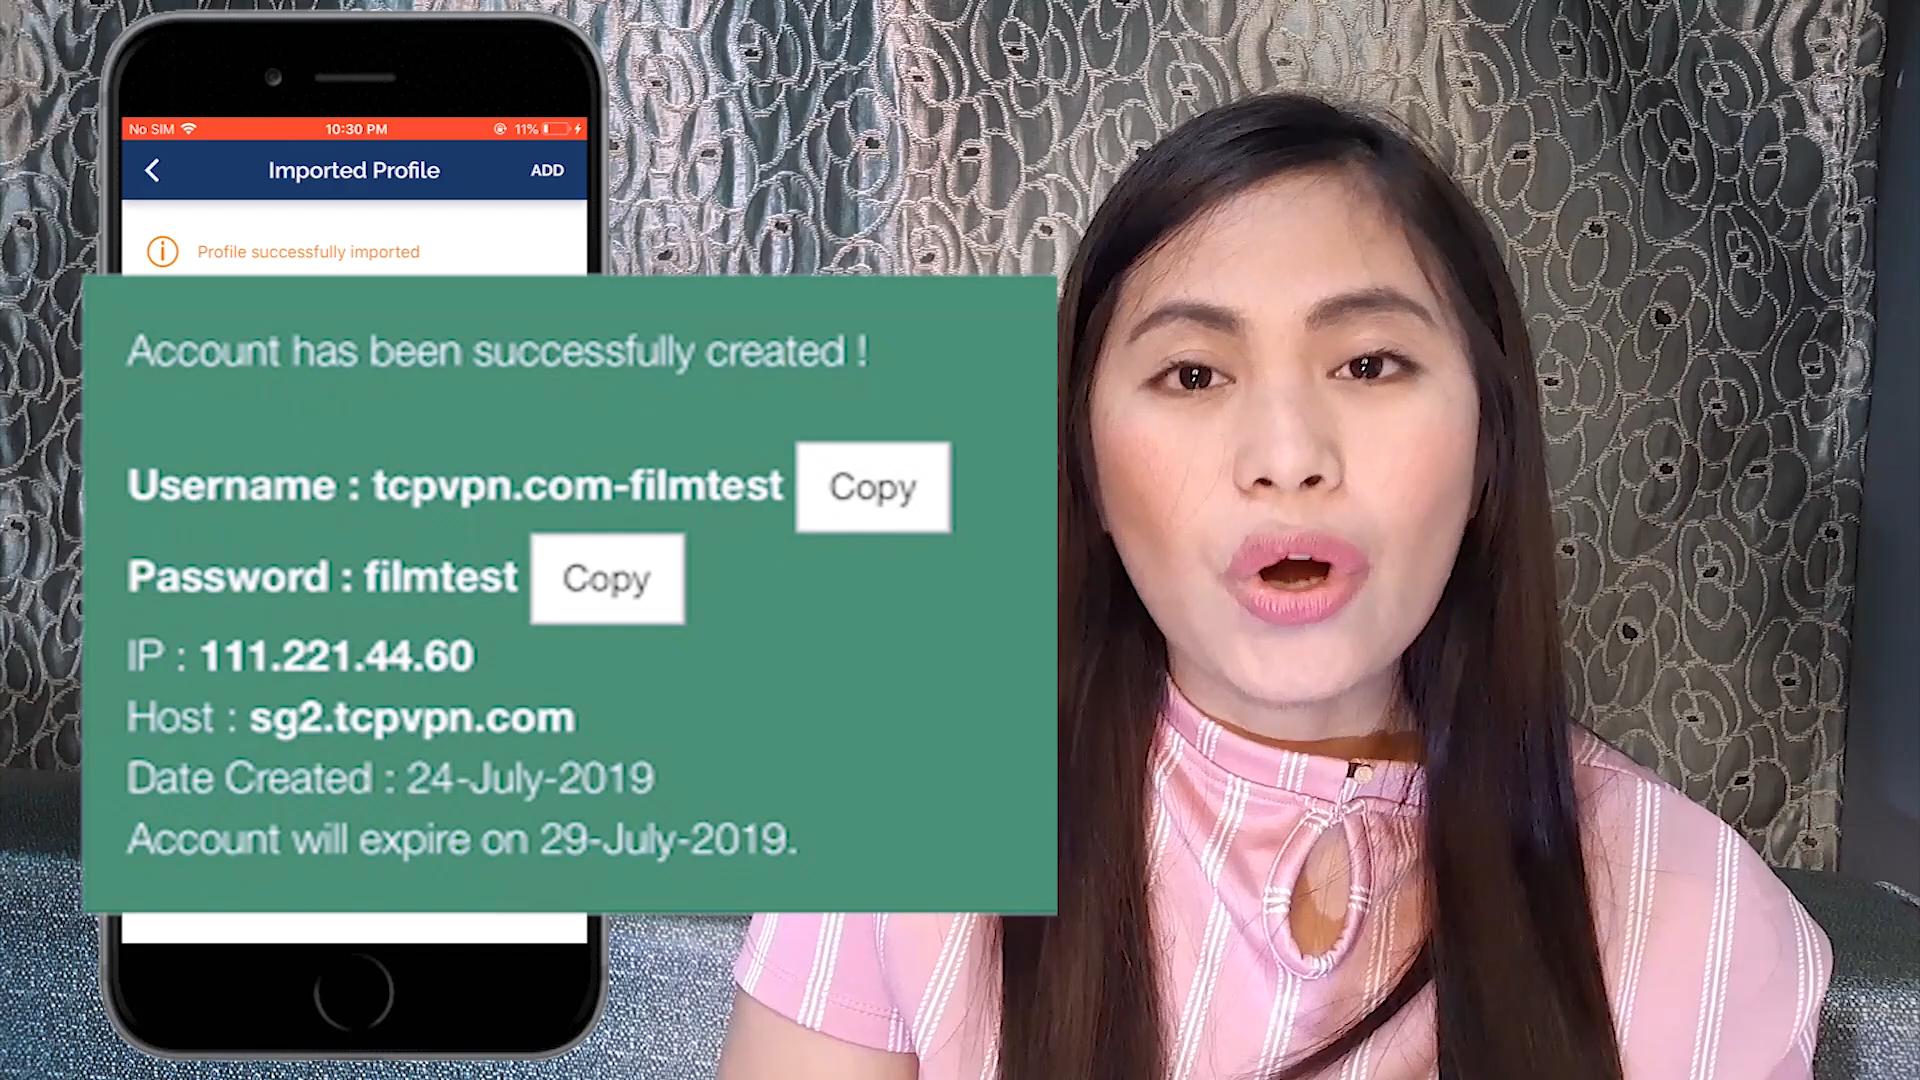 No SIM 10:30 PM 11%
Imported Profile ADD
Profile successfully imported
Account has been successfully created !
Username : tcpvpn.com-filmtest Copy
Password : filmtest Copy
IP : 111.221.44.60
Host : sg2.tcpvpn.com
Date Created : 24-July-2019
Account will expire on 29-July-2019.